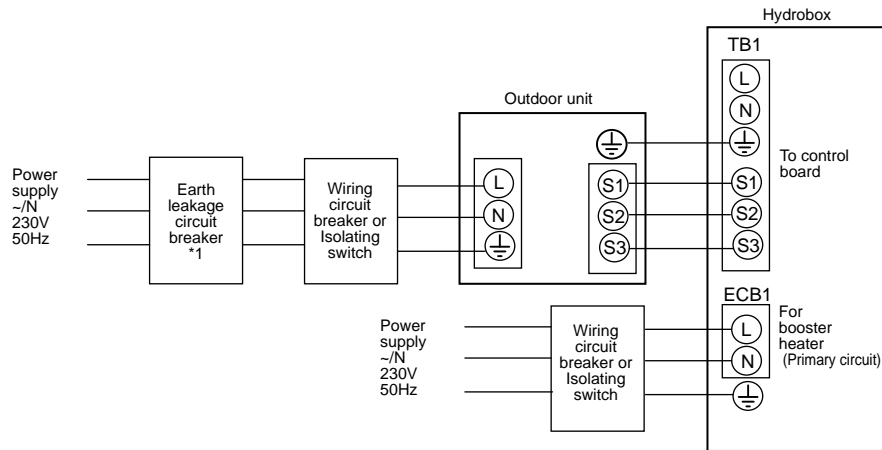 Hydrobox
TB1
L
N
To control
board
S1
S2
S3
Outdoor unit
L
N
S1
S2
S3
Power
supply
~/N
230V
50Hz
Earth
leakage
circuit
breaker
*1
Wiring
circuit
breaker or
Isolating
switch
ECB1
L
N
For
booster
heater
(Primary circuit)
Power
supply
~/N
230V
50Hz
Wiring
circuit
breaker or
Isolating
switch